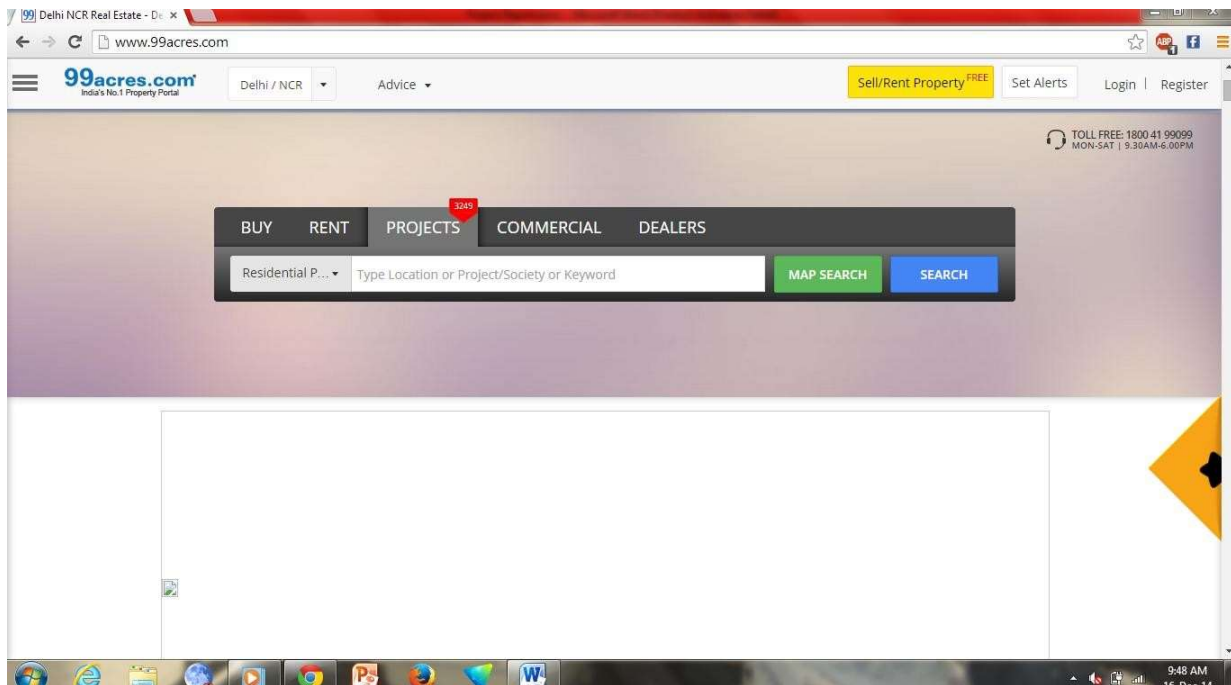 99 Delhi NCR Real Estate - De
www.99acres.com
ABP 1
99acres.com
India's No.1 Property Portal
Delhi / NCR
Advice
Sell/Rent Property FREE
Set Alerts
Login | Register
TOLL FREE: 1800 41 99099
MON-SAT | 9.30AM-6.00PM
3249
BUY RENT PROJECTS COMMERCIAL DEALERS
Residential P...
Type Location or Project/Society or Keyword
MAP SEARCH
SEARCH
9:48 AM